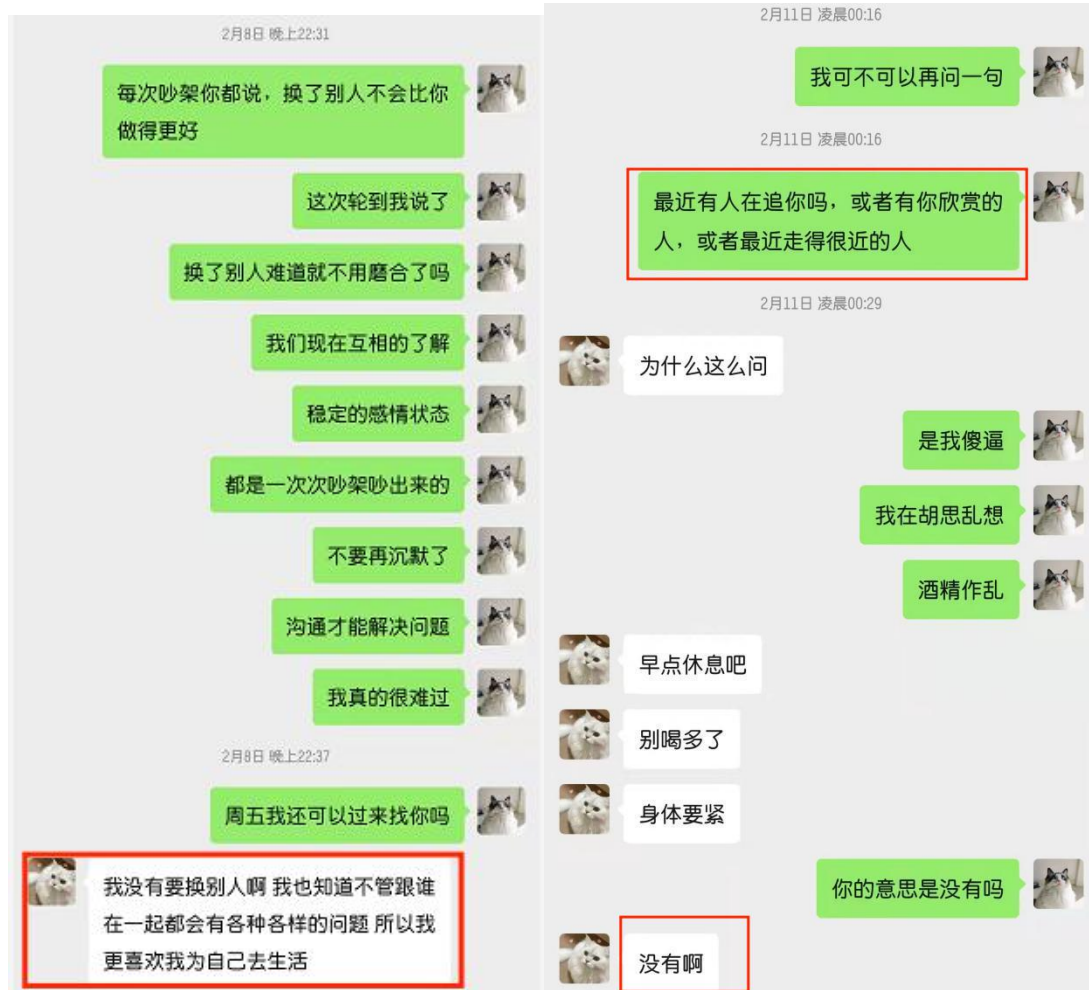 2月8日 晚上22:31
每次吵架你都说，换了别人不会比你
做得更好
这次轮到我说了
换了别人难道就不用磨合了吗
我们现在互相的了解
稳定的感情状态
都是一次次吵架吵出来的
不要再沉默了
沟通才能解决问题
我真的很难过
2月8日 晚上22:37
周五我还可以过来找你吗
我没有要换别人啊 我也知道不管跟谁
在一起都会有各种各样的问题 所以我
更喜欢我为自己去生活
2月11日 凌晨00:16
我可不可以再问一句
2月11日 凌晨00:16
最近有人在追你吗，或者有你欣赏的
人，或者最近走得很近的人
2月11日 凌晨00:29
为什么这么问
是我傻逼
我在胡思乱想
酒精作乱
早点休息吧
别喝多了
身体要紧
你的意思是没有吗
没有啊